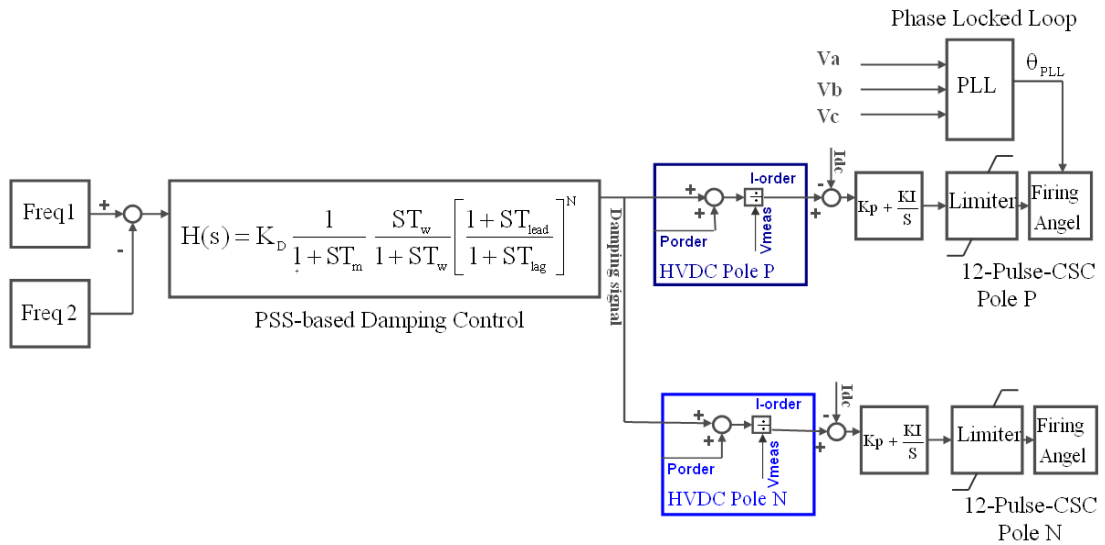 Phase Locked Loop
Va
Vb
Vc
PLL
θPLL
Freq1
Freq 2
+
-
H(s) = KD 1/(1 + STm) STw/(1 + STw) [(1 + STlead)/(1 + STlag)]^N
PSS-based Damping Control
Damping signal
+
+
I-order
÷
Porder
Vmeas
HVDC Pole P
Idc
-
+
Kp + KI/S
Limiter
Firing
Angel
12-Pulse-CSC
Pole P
+
+
I-order
÷
Porder
Vmeas
HVDC Pole N
Idc
-
+
Kp + KI/S
Limiter
Firing
Angel
12-Pulse-CSC
Pole N